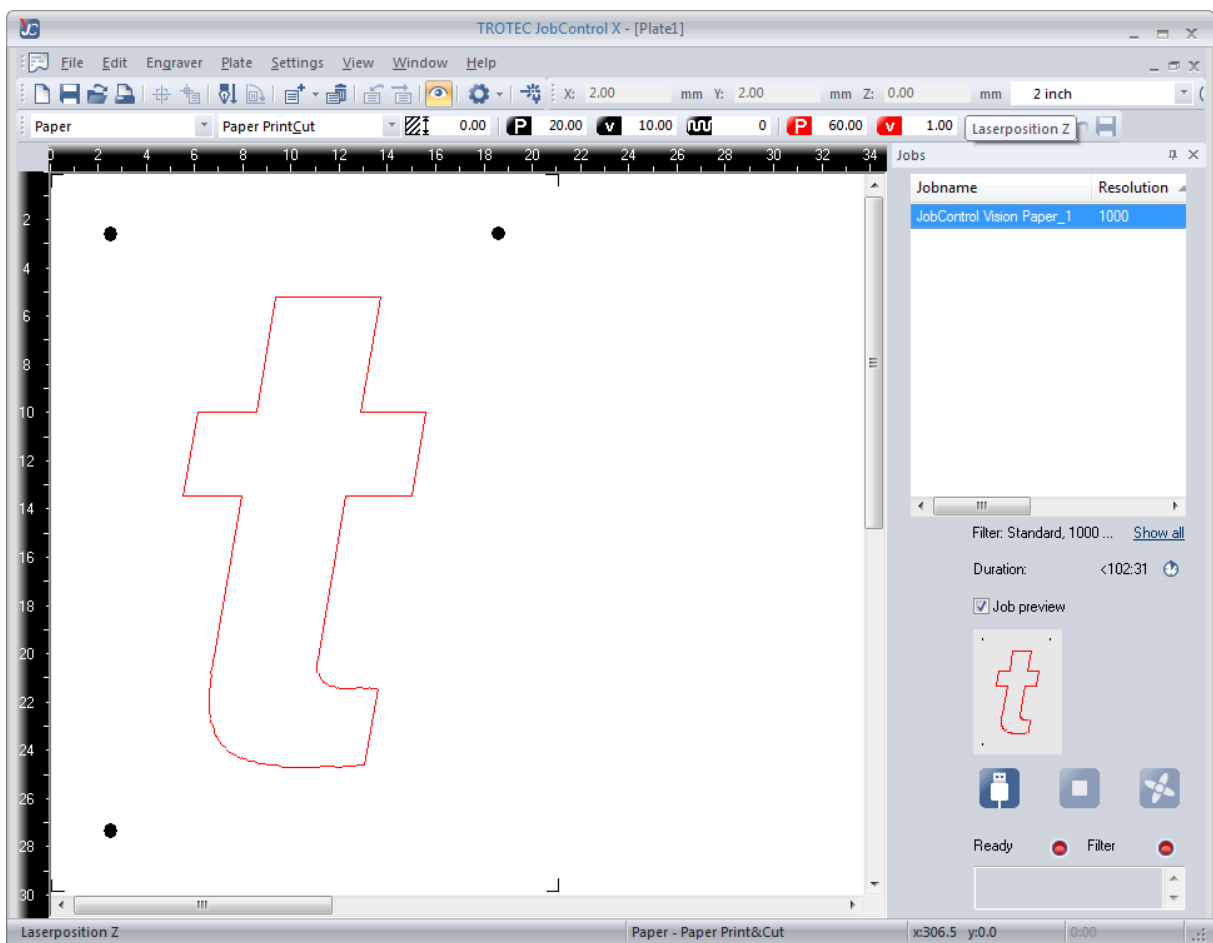 TROTEC JobControl X - [Plate1]
File Edit Engraver Plate Settings View Window Help
X: 2.00 mm Y: 2.00 mm Z: 0.00 mm 2 inch
Paper Paper PrintCut 0.00 P 20.00 v 10.00 0 P 60.00 v 1.00 Laserposition Z
0 2 4 6 8 10 12 14 16 18 20 22 24 26 28 30 32 34
Jobs
Jobname Resolution
JobControl Vision Paper_1 1000
2
4
6
8
10
12
14
16
18
20
22
24
26
28
30
Filter: Standard, 1000 ... Show all
Duration: <102:31
Job preview
t
Ready Filter
Laserposition Z Paper - Paper Print&Cut x:306.5 y:0.0 0:00